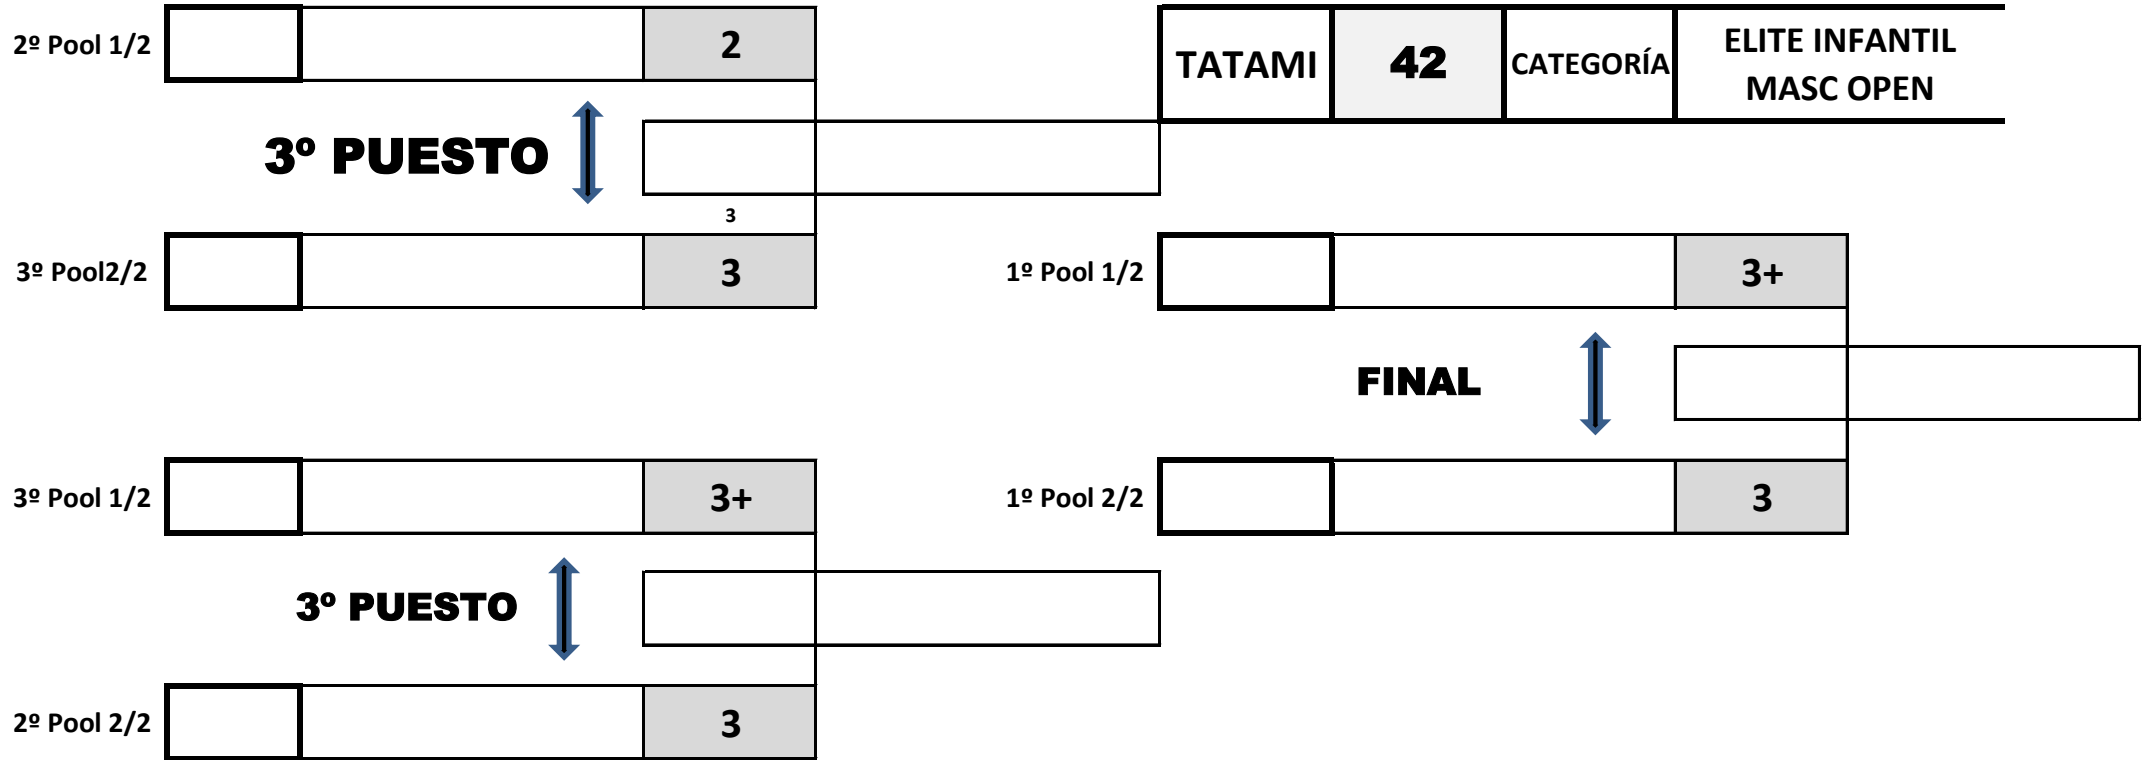 2º Pool 1/2
2
TATAMI
42
CATEGORÍA
ELITE INFANTIL
MASC OPEN
3º PUESTO
3
3º Pool2/2
3
1º Pool 1/2
3+
FINAL
3º Pool 1/2
3+
1º Pool 2/2
3
3º PUESTO
2º Pool 2/2
3